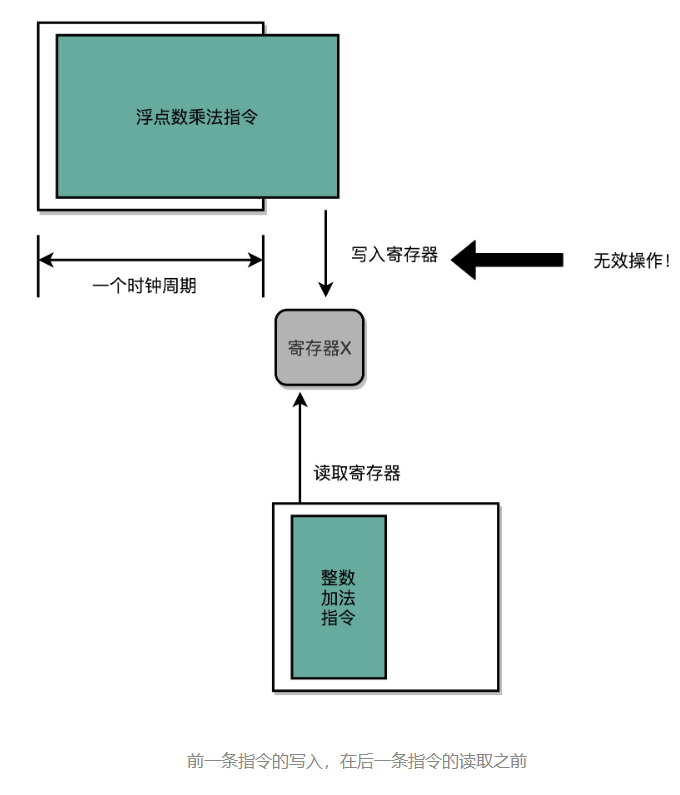 浮点数乘法指令
写入寄存器
无效操作！
一个时钟周期
寄存器X
读取寄存器
整数
加法
指令
前一条指令的写入，在后一条指令的读取之前